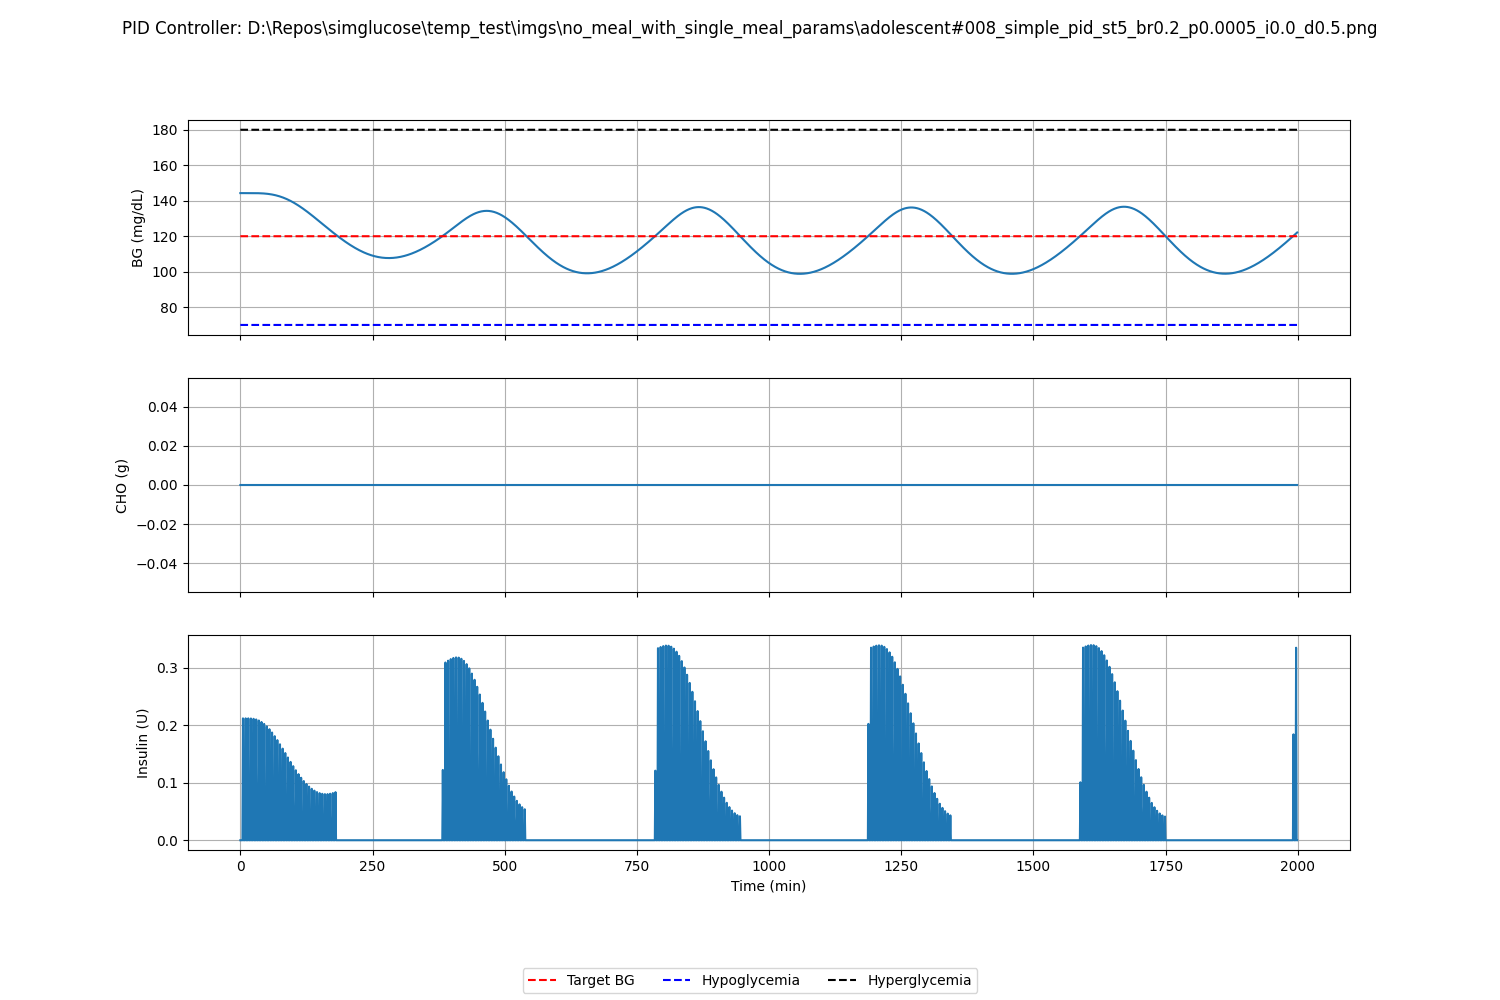 PID Controller: D:\Repos\simglucose\temp_test\imgs\no_meal_with_single_meal_params\adolescent#008_simple_pid_st5_br0.2_p0.0005_i0.0_d0.5.png
180
160
140
120
100
80
BG (mg/dL)
0.04
0.02
0.00
−0.02
−0.04
CHO (g)
0.3
0.2
0.1
0.0
Insulin (U)
0 250 500 750 1000 1250 1500 1750 2000
Time (min)
Target BG Hypoglycemia Hyperglycemia